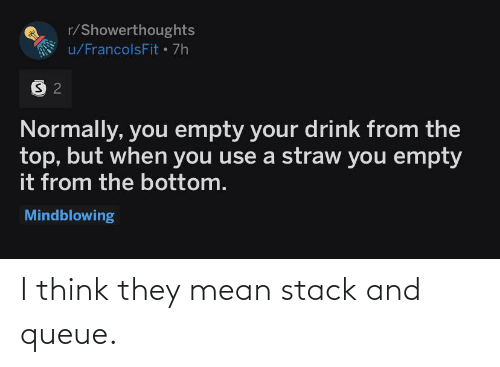 r/Showerthoughts
u/FrancolsFit • 7h
S 2
Normally, you empty your drink from the
top, but when you use a straw you empty
it from the bottom.
Mindblowing
I think they mean stack and
queue.